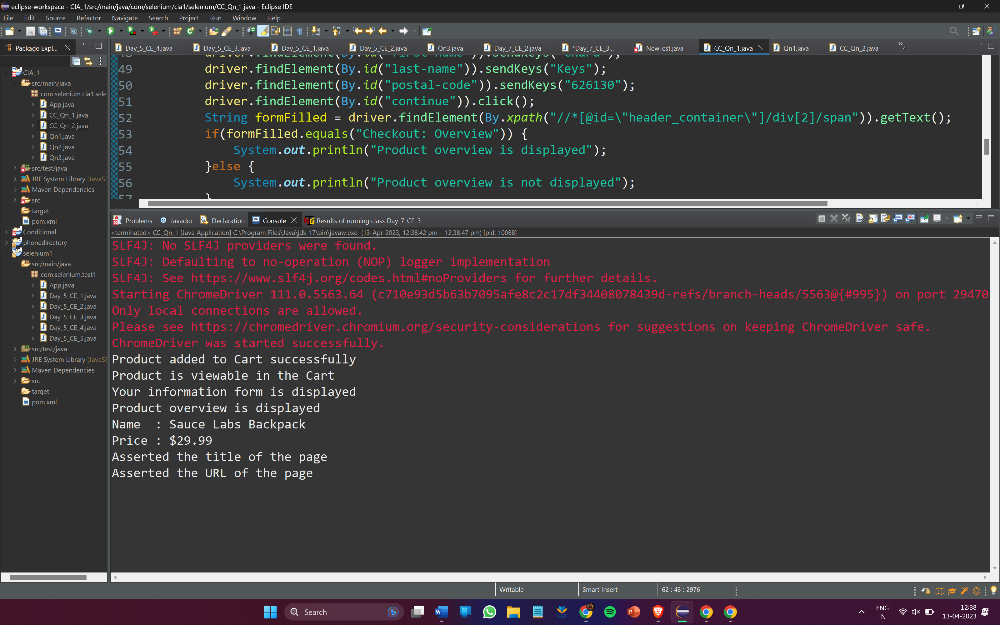 eclipse-workspace - CIA_1/src/main/java/com/selenium/cia1/selenium/CC_Qn_1.java - Eclipse IDE
File Edit Source Refactor Navigate Search Project Run Window Help
Package Expl...
Day_5_CE_4.java Day_5_CE_3.java Day_5_CE_1.java Day_5_CE_2.java Qn3.java Day_7_CE_2.java *Day_7_CE_3... NewTest.java CC_Qn_1.java Qn1.java CC_Qn_2.java »4
CIA_1
src/main/java
com.selenium.cia1.sele
App.java
CC_Qn_1.java
CC_Qn_2.java
Qn1.java
Qn2.java
Qn3.java
src/test/java
JRE System Library [JavaSE
Maven Dependencies
src
target
pom.xml
Conditional
phonedirectory
selenium1
src/main/java
com.selenium.test1
App.java
Day_5_CE_1.java
Day_5_CE_2.java
Day_5_CE_3.java
Day_5_CE_4.java
Day_5_CE_5.java
src/test/java
JRE System Library [JavaSE
Maven Dependencies
src
target
pom.xml
49 driver.findElement(By.id("last-name")).sendKeys("Keys");
50 driver.findElement(By.id("postal-code")).sendKeys("626130");
51 driver.findElement(By.id("continue")).click();
52 String formFilled = driver.findElement(By.xpath("//*[@id=\"header_container\"]/div[2]/span")).getText();
53 if(formFilled.equals("Checkout: Overview")) {
54 System.out.println("Product overview is displayed");
55 }else {
56 System.out.println("Product overview is not displayed");
57 }
Problems Javadoc Declaration Console Results of running class Day_7_CE_3
<terminated> CC_Qn_1 [Java Application] C:\Program Files\Java\jdk-17\bin\javaw.exe (13-Apr-2023, 12:38:42 pm – 12:38:47 pm) [pid: 10088]
SLF4J: No SLF4J providers were found.
SLF4J: Defaulting to no-operation (NOP) logger implementation
SLF4J: See https://www.slf4j.org/codes.html#noProviders for further details.
Starting ChromeDriver 111.0.5563.64 (c710e93d5b63b7095afe8c2c17df34408078439d-refs/branch-heads/5563@{#995}) on port 29470
Only local connections are allowed.
Please see https://chromedriver.chromium.org/security-considerations for suggestions on keeping ChromeDriver safe.
ChromeDriver was started successfully.
Product added to Cart successfully
Product is viewable in the Cart
Your information form is displayed
Product overview is displayed
Name : Sauce Labs Backpack
Price : $29.99
Asserted the title of the page
Asserted the URL of the page
Writable Smart Insert 62 : 43 : 2976
Search
ENG
IN
12:38
13-04-2023